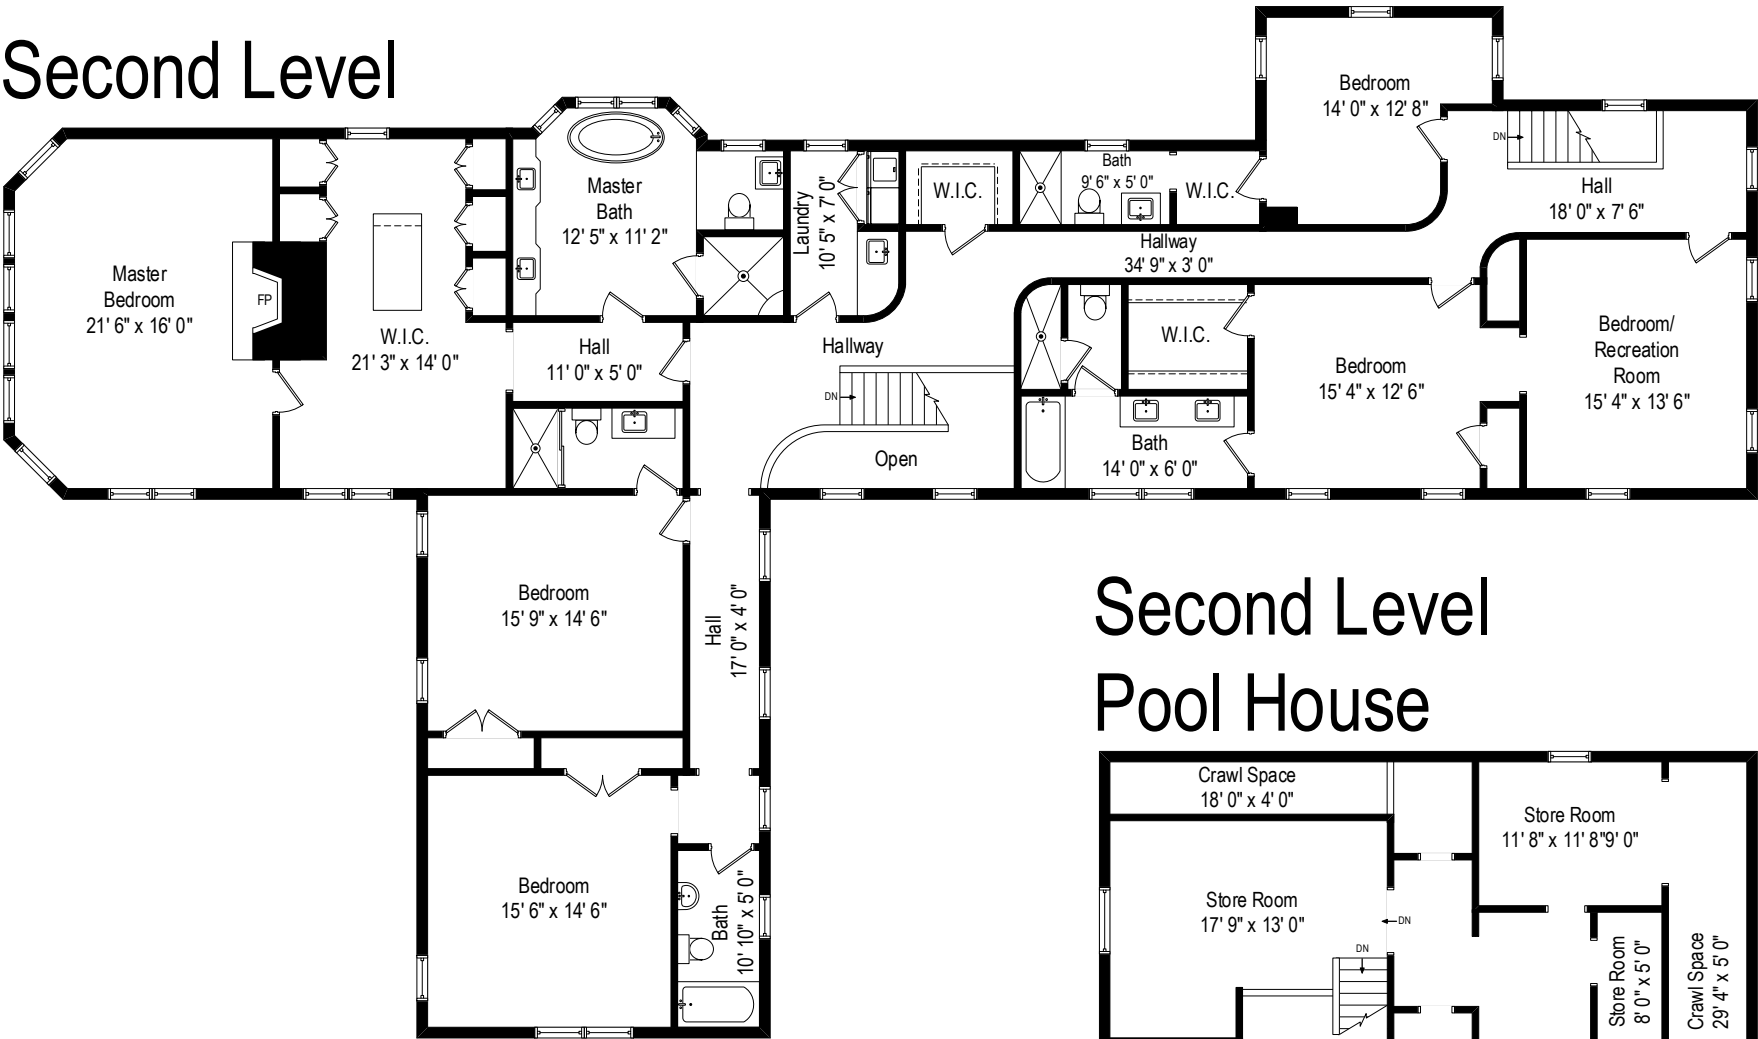 Second Level
Master
Bedroom
21' 6" x 16' 0"
FP
W.I.C.
21' 3" x 14' 0"
Master
Bath
12' 5" x 11' 2"
Hall
11' 0" x 5' 0"
Laundry
10' 5" x 7' 0"
W.I.C.
Bath
9' 6" x 5' 0"
W.I.C.
Bedroom
14' 0" x 12' 8"
DN
Hall
18' 0" x 7' 6"
Hallway
34' 9" x 3' 0"
Hallway
DN
Open
W.I.C.
Bath
14' 0" x 6' 0"
Bedroom
15' 4" x 12' 6"
Bedroom/
Recreation
Room
15' 4" x 13' 6"
Bedroom
15' 9" x 14' 6"
Hall
17' 0" x 4' 0"
Bedroom
15' 6" x 14' 6"
Bath
10' 10" x 5' 0"
Second Level
Pool House
Crawl Space
18' 0" x 4' 0"
Store Room
11' 8" x 11' 8"9' 0"
Store Room
17' 9" x 13' 0"
DN
DN
Store Room
8' 0" x 5' 0"
Crawl Space
29' 4" x 5' 0"